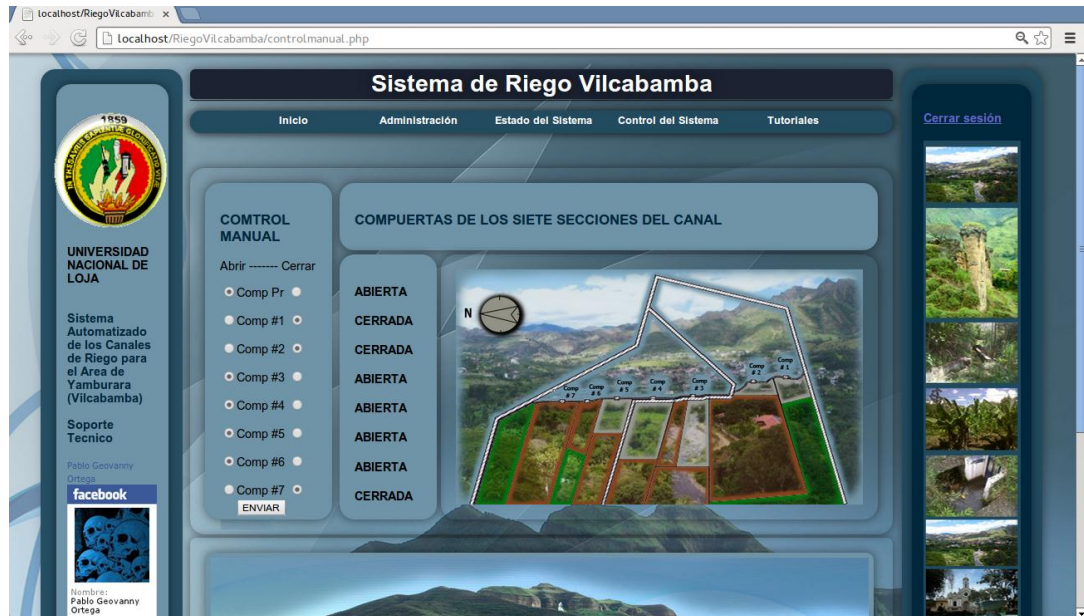 localhost/RiegoVilcabamb
localhost/RiegoVilcabamba/controlmanual.php
Sistema de Riego Vilcabamba
Inicio Administración Estado del Sistema Control del Sistema Tutoriales
1859
UNIVERSIDAD
NACIONAL DE
LOJA
Sistema
Automatizado
de los Canales
de Riego para
el Area de
Yamburara
(Vilcabamba)
Soporte
Tecnico
Pablo Geovanny
Ortega
facebook
Nombre:
Pablo Geovanny
Ortega
COMTROL
MANUAL
Abrir ------- Cerrar
Comp Pr
Comp #1
Comp #2
Comp #3
Comp #4
Comp #5
Comp #6
Comp #7
ENVIAR
COMPUERTAS DE LOS SIETE SECCIONES DEL CANAL
ABIERTA
CERRADA
CERRADA
ABIERTA
ABIERTA
ABIERTA
ABIERTA
CERRADA
N
Comp # 7
Comp # 6
Comp # 5
Comp # 4
Comp # 3
Comp # 2
Comp # 1
Cerrar sesión